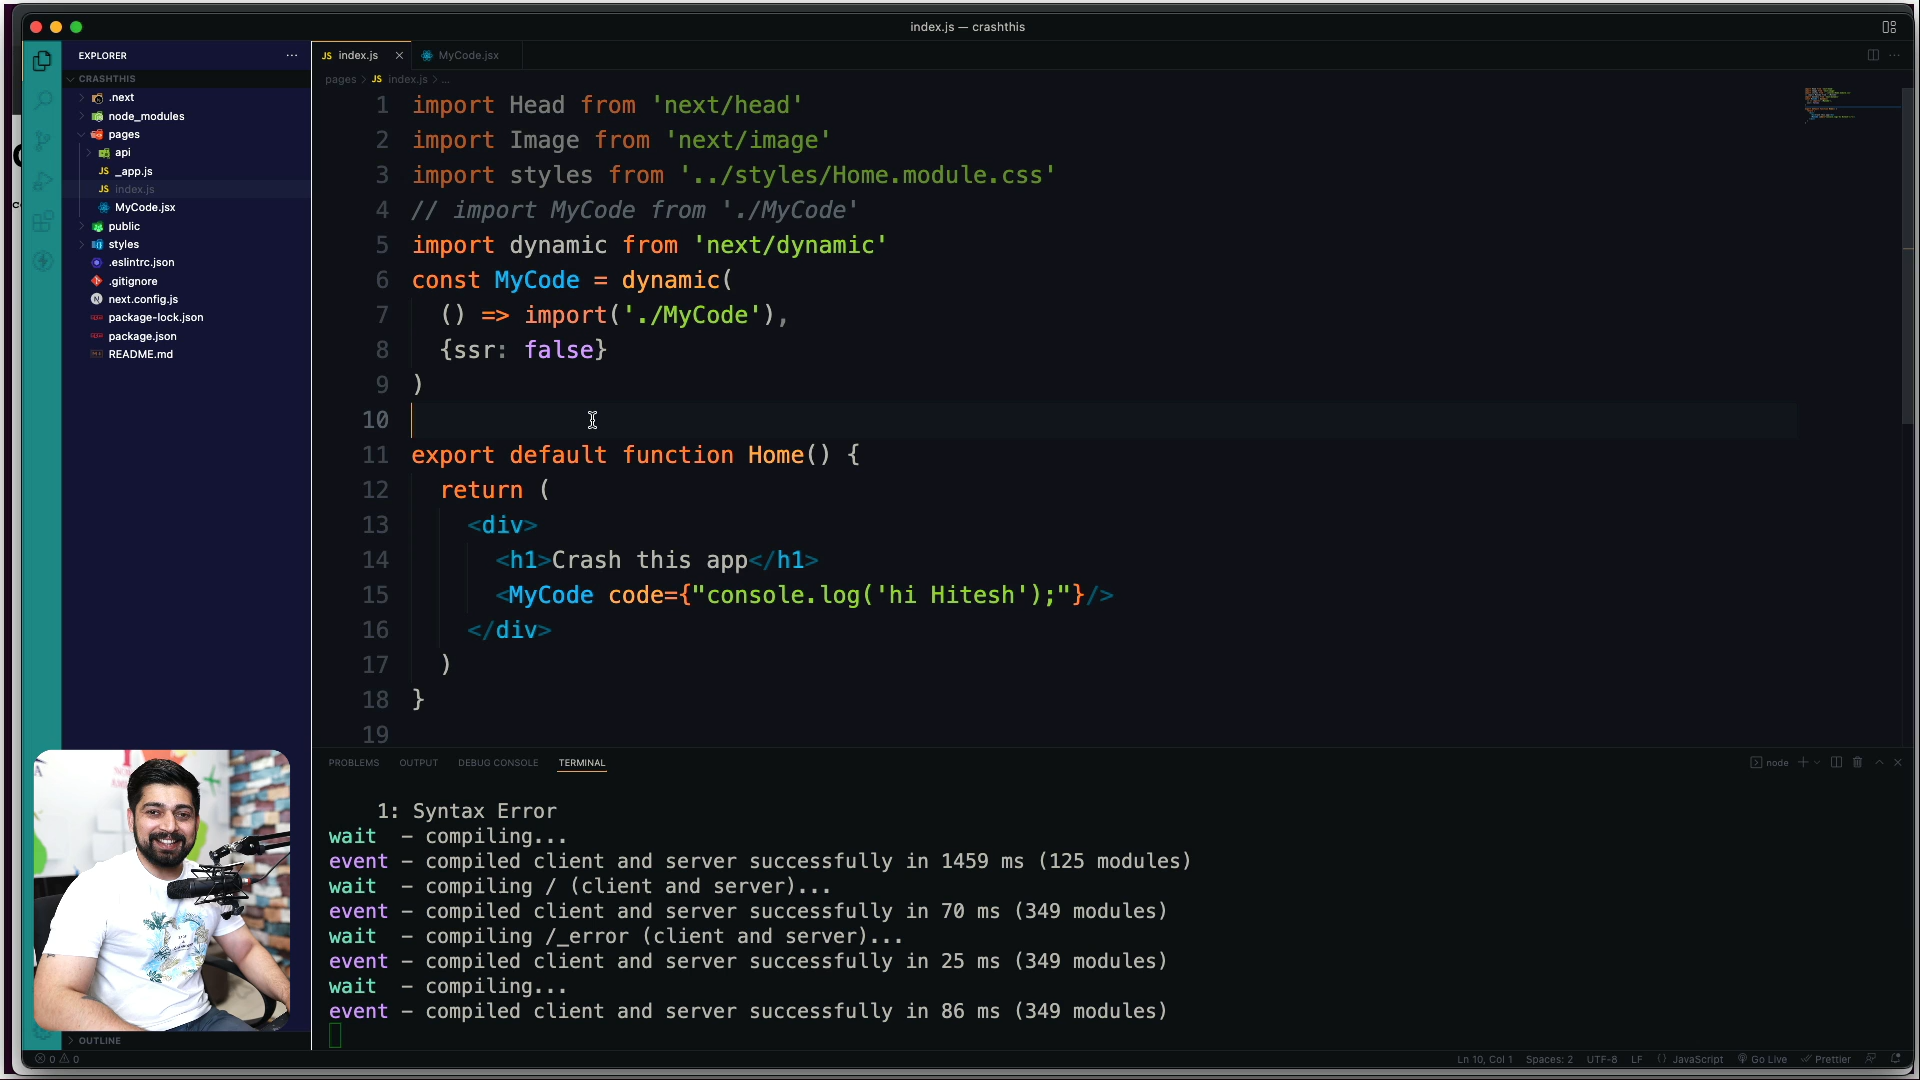 index.js — crashthis
EXPLORER
CRASHTHIS
.next
node_modules
pages
api
JS _app.js
JS index.js
MyCode.jsx
public
styles
.eslintrc.json
.gitignore
next.config.js
package-lock.json
package.json
README.md
OUTLINE
JS index.js
MyCode.jsx
pages > JS index.js > ...
1 import Head from 'next/head'
2 import Image from 'next/image'
3 import styles from '../styles/Home.module.css'
4 // import MyCode from './MyCode'
5 import dynamic from 'next/dynamic'
6 const MyCode = dynamic(
7 () => import('./MyCode'),
8 {ssr: false}
9 )
10
11 export default function Home() {
12 return (
13 <div>
14 <h1>Crash this app</h1>
15 <MyCode code={"console.log('hi Hitesh');"}/>
16 </div>
17 )
18 }
19
PROBLEMS OUTPUT DEBUG CONSOLE TERMINAL
node
1: Syntax Error
wait – compiling...
event – compiled client and server successfully in 1459 ms (125 modules)
wait – compiling / (client and server)...
event – compiled client and server successfully in 70 ms (349 modules)
wait – compiling /_error (client and server)...
event – compiled client and server successfully in 25 ms (349 modules)
wait – compiling...
event – compiled client and server successfully in 86 ms (349 modules)
0 0
Ln 10, Col 1 Spaces: 2 UTF-8 LF JavaScript Go Live Prettier